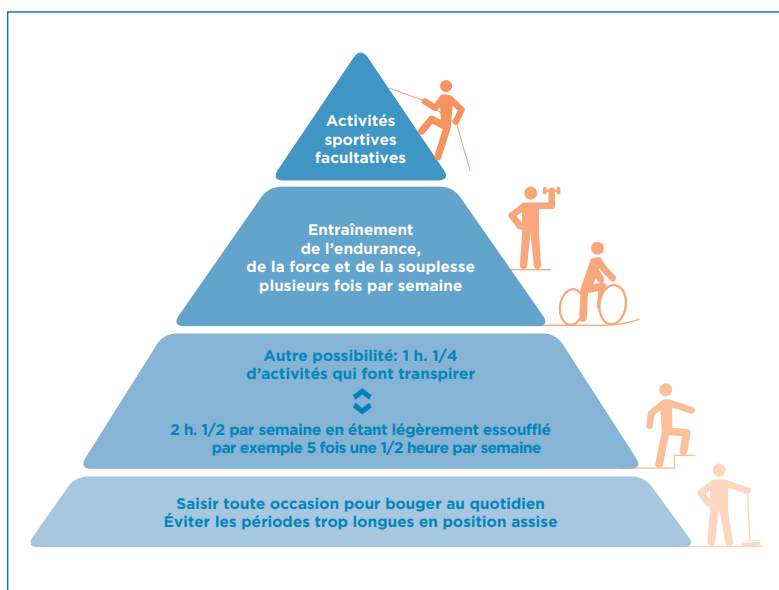 Activités
sportives
facultatives
Entraînement
de l’endurance,
de la force et de la souplesse
plusieurs fois par semaine
Autre possibilité: 1 h. 1/4
d’activités qui font transpirer
2 h. 1/2 par semaine en étant légèrement essoufflé
par exemple 5 fois une 1/2 heure par semaine
Saisir toute occasion pour bouger au quotidien
Éviter les périodes trop longues en position assise